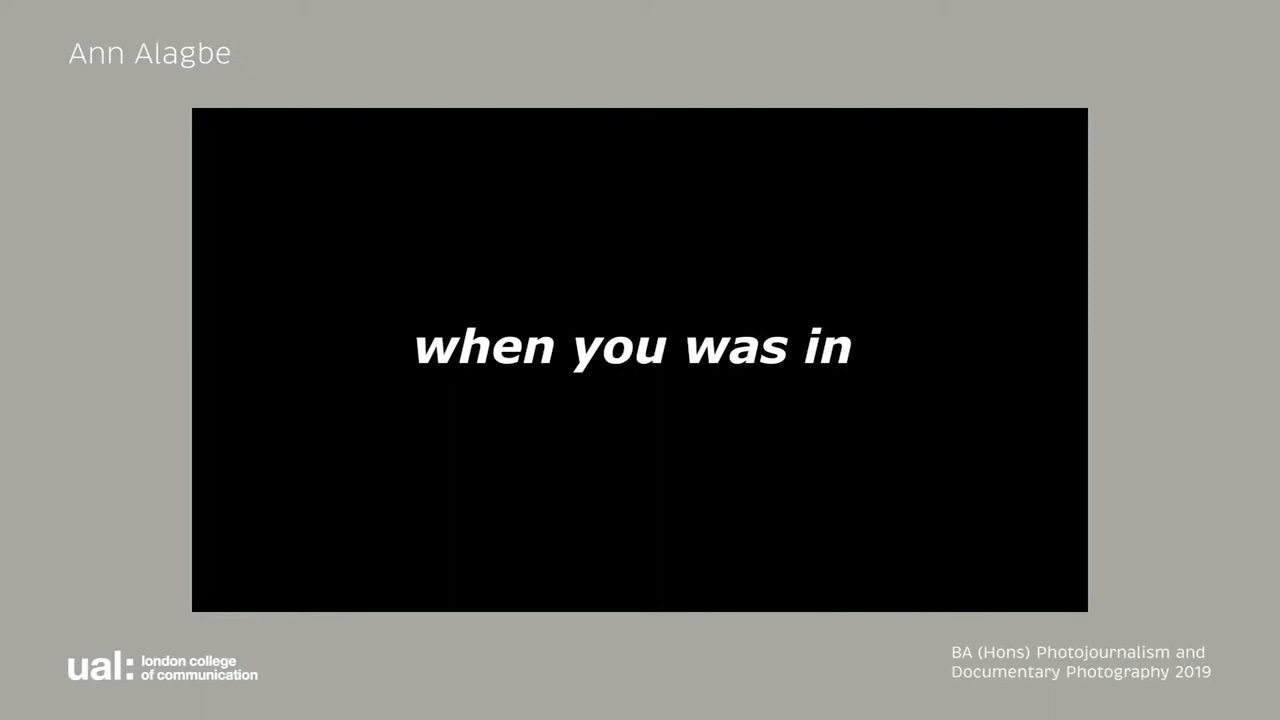 Ann Alagbe
when you was in
ual: london college
of communication
BA (Hons) Photojournalism and
Documentary Photography 2019